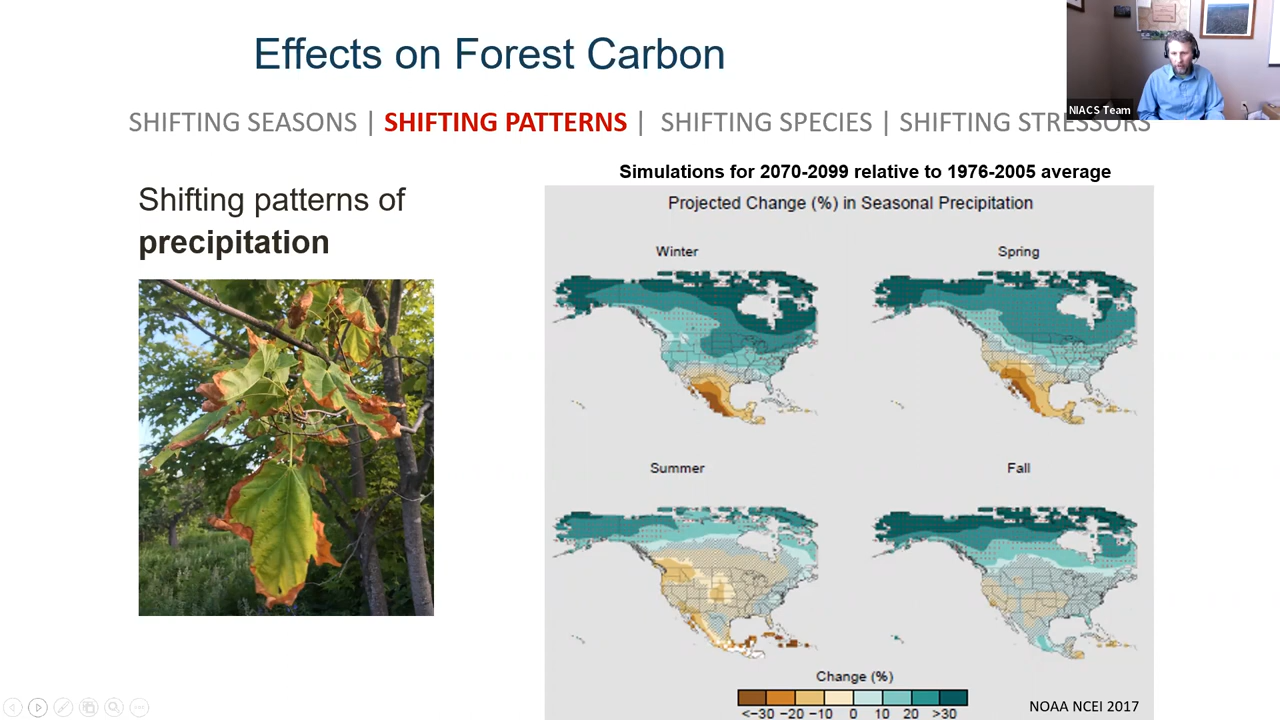 Effects on Forest Carbon
NIACS Team
SHIFTING SEASONS | SHIFTING PATTERNS | SHIFTING SPECIES | SHIFTING STRESSORS
Shifting patterns of
precipitation
Simulations for 2070-2099 relative to 1976-2005 average
Projected Change (%) in Seasonal Precipitation
Winter
Spring
Summer
Fall
Change (%)
<−30 −20 −10 0 10 20 >30
NOAA NCEI 2017